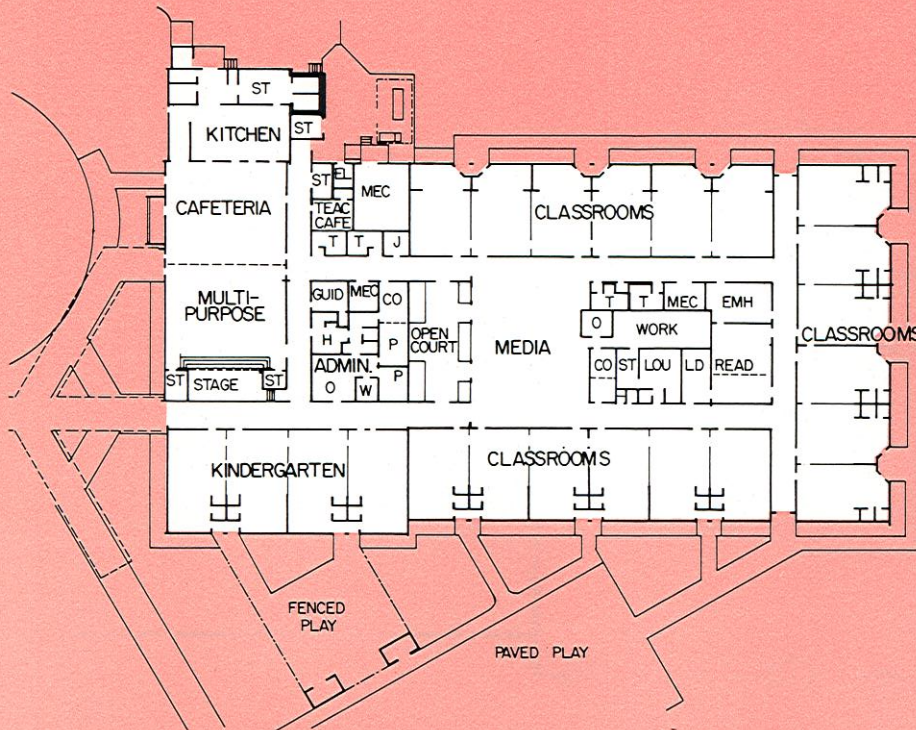 ST
KITCHEN
ST
CAFETERIA
ST
EL
MEC
TEAC
CAFE
T
T
J
CLASSROOMS
MULTI-
PURPOSE
GUID
MEC
CO
H
P
OPEN
COURT
MEDIA
T
T
MEC
EMH
O
WORK
CLASSROOMS
ADMIN.
P
O
W
CO
ST
LOU
LD
READ
ST
STAGE
ST
KINDERGARTEN
CLASSROOMS
FENCED
PLAY
PAVED PLAY